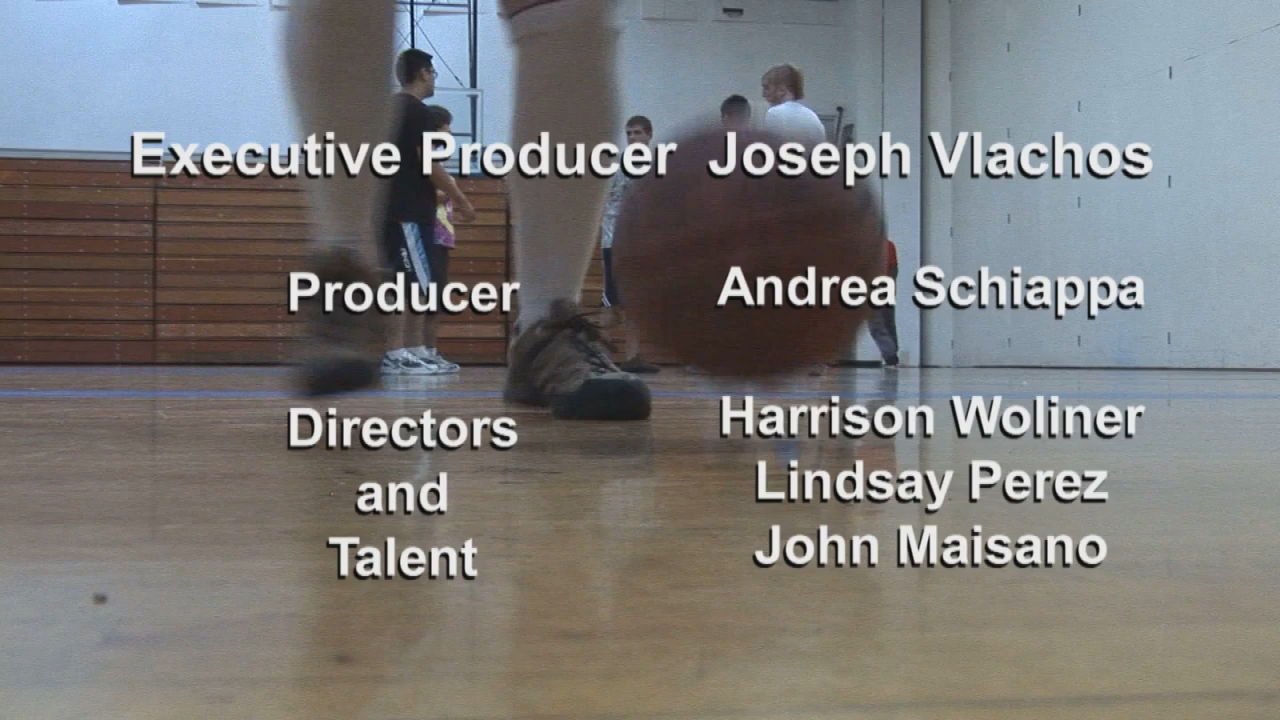 Executive Producer Joseph Vlachos
Producer Andrea Schiappa
Directors Harrison Woliner
and Lindsay Perez
Talent John Maisano